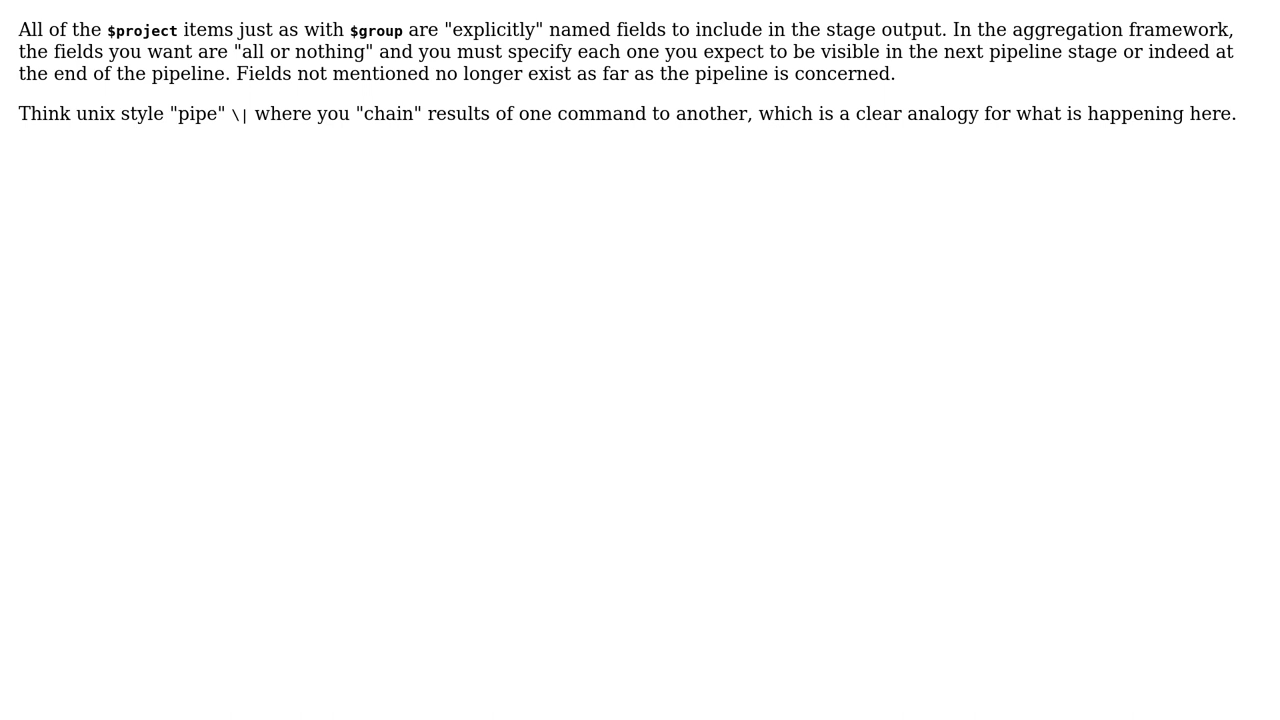 All of the $project items just as with $group are "explicitly" named fields to include in the stage output. In the aggregation framework,
the fields you want are "all or nothing" and you must specify each one you expect to be visible in the next pipeline stage or indeed at
the end of the pipeline. Fields not mentioned no longer exist as far as the pipeline is concerned.
Think unix style "pipe" \| where you "chain" results of one command to another, which is a clear analogy for what is happening here.